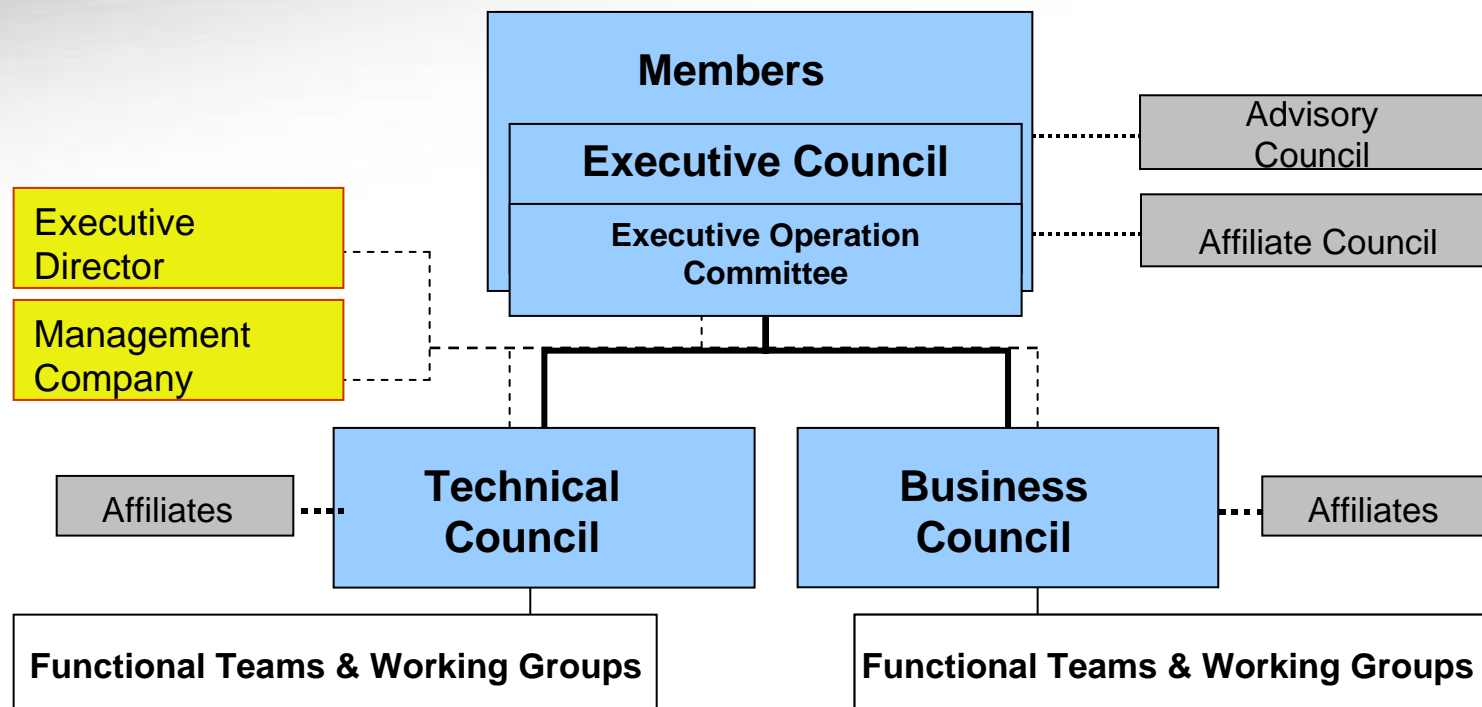 Members
Advisory
Council
Executive Council
Executive
Director
Executive Operation
Committee
Affiliate Council
Management
Company
Technical
Council
Business
Council
Affiliates
Affiliates
Functional Teams & Working Groups
Functional Teams & Working Groups